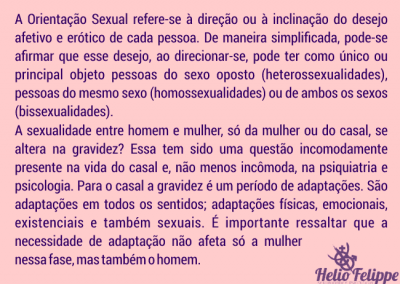 A Orientação Sexual refere-se à direção ou à inclinação do desejo
afetivo e erótico de cada pessoa. De maneira simplificada, pode-se
afirmar que esse desejo, ao direcionar-se, pode ter como único ou
principal objeto pessoas do sexo oposto (heterossexualidades),
pessoas do mesmo sexo (homossexualidades) ou de ambos os sexos
(bissexualidades).
A sexualidade entre homem e mulher, só da mulher ou do casal, se
altera na gravidez? Essa tem sido uma questão incomodamente
presente na vida do casal e, não menos incômoda, na psiquiatria e
psicologia. Para o casal a gravidez é um período de adaptações. São
adaptações em todos os sentidos; adaptações físicas, emocionais,
existenciais e também sexuais. É importante ressaltar que a
necessidade de adaptação não afeta só a mulher
nessa fase, mas também o homem.
Helio Felippe